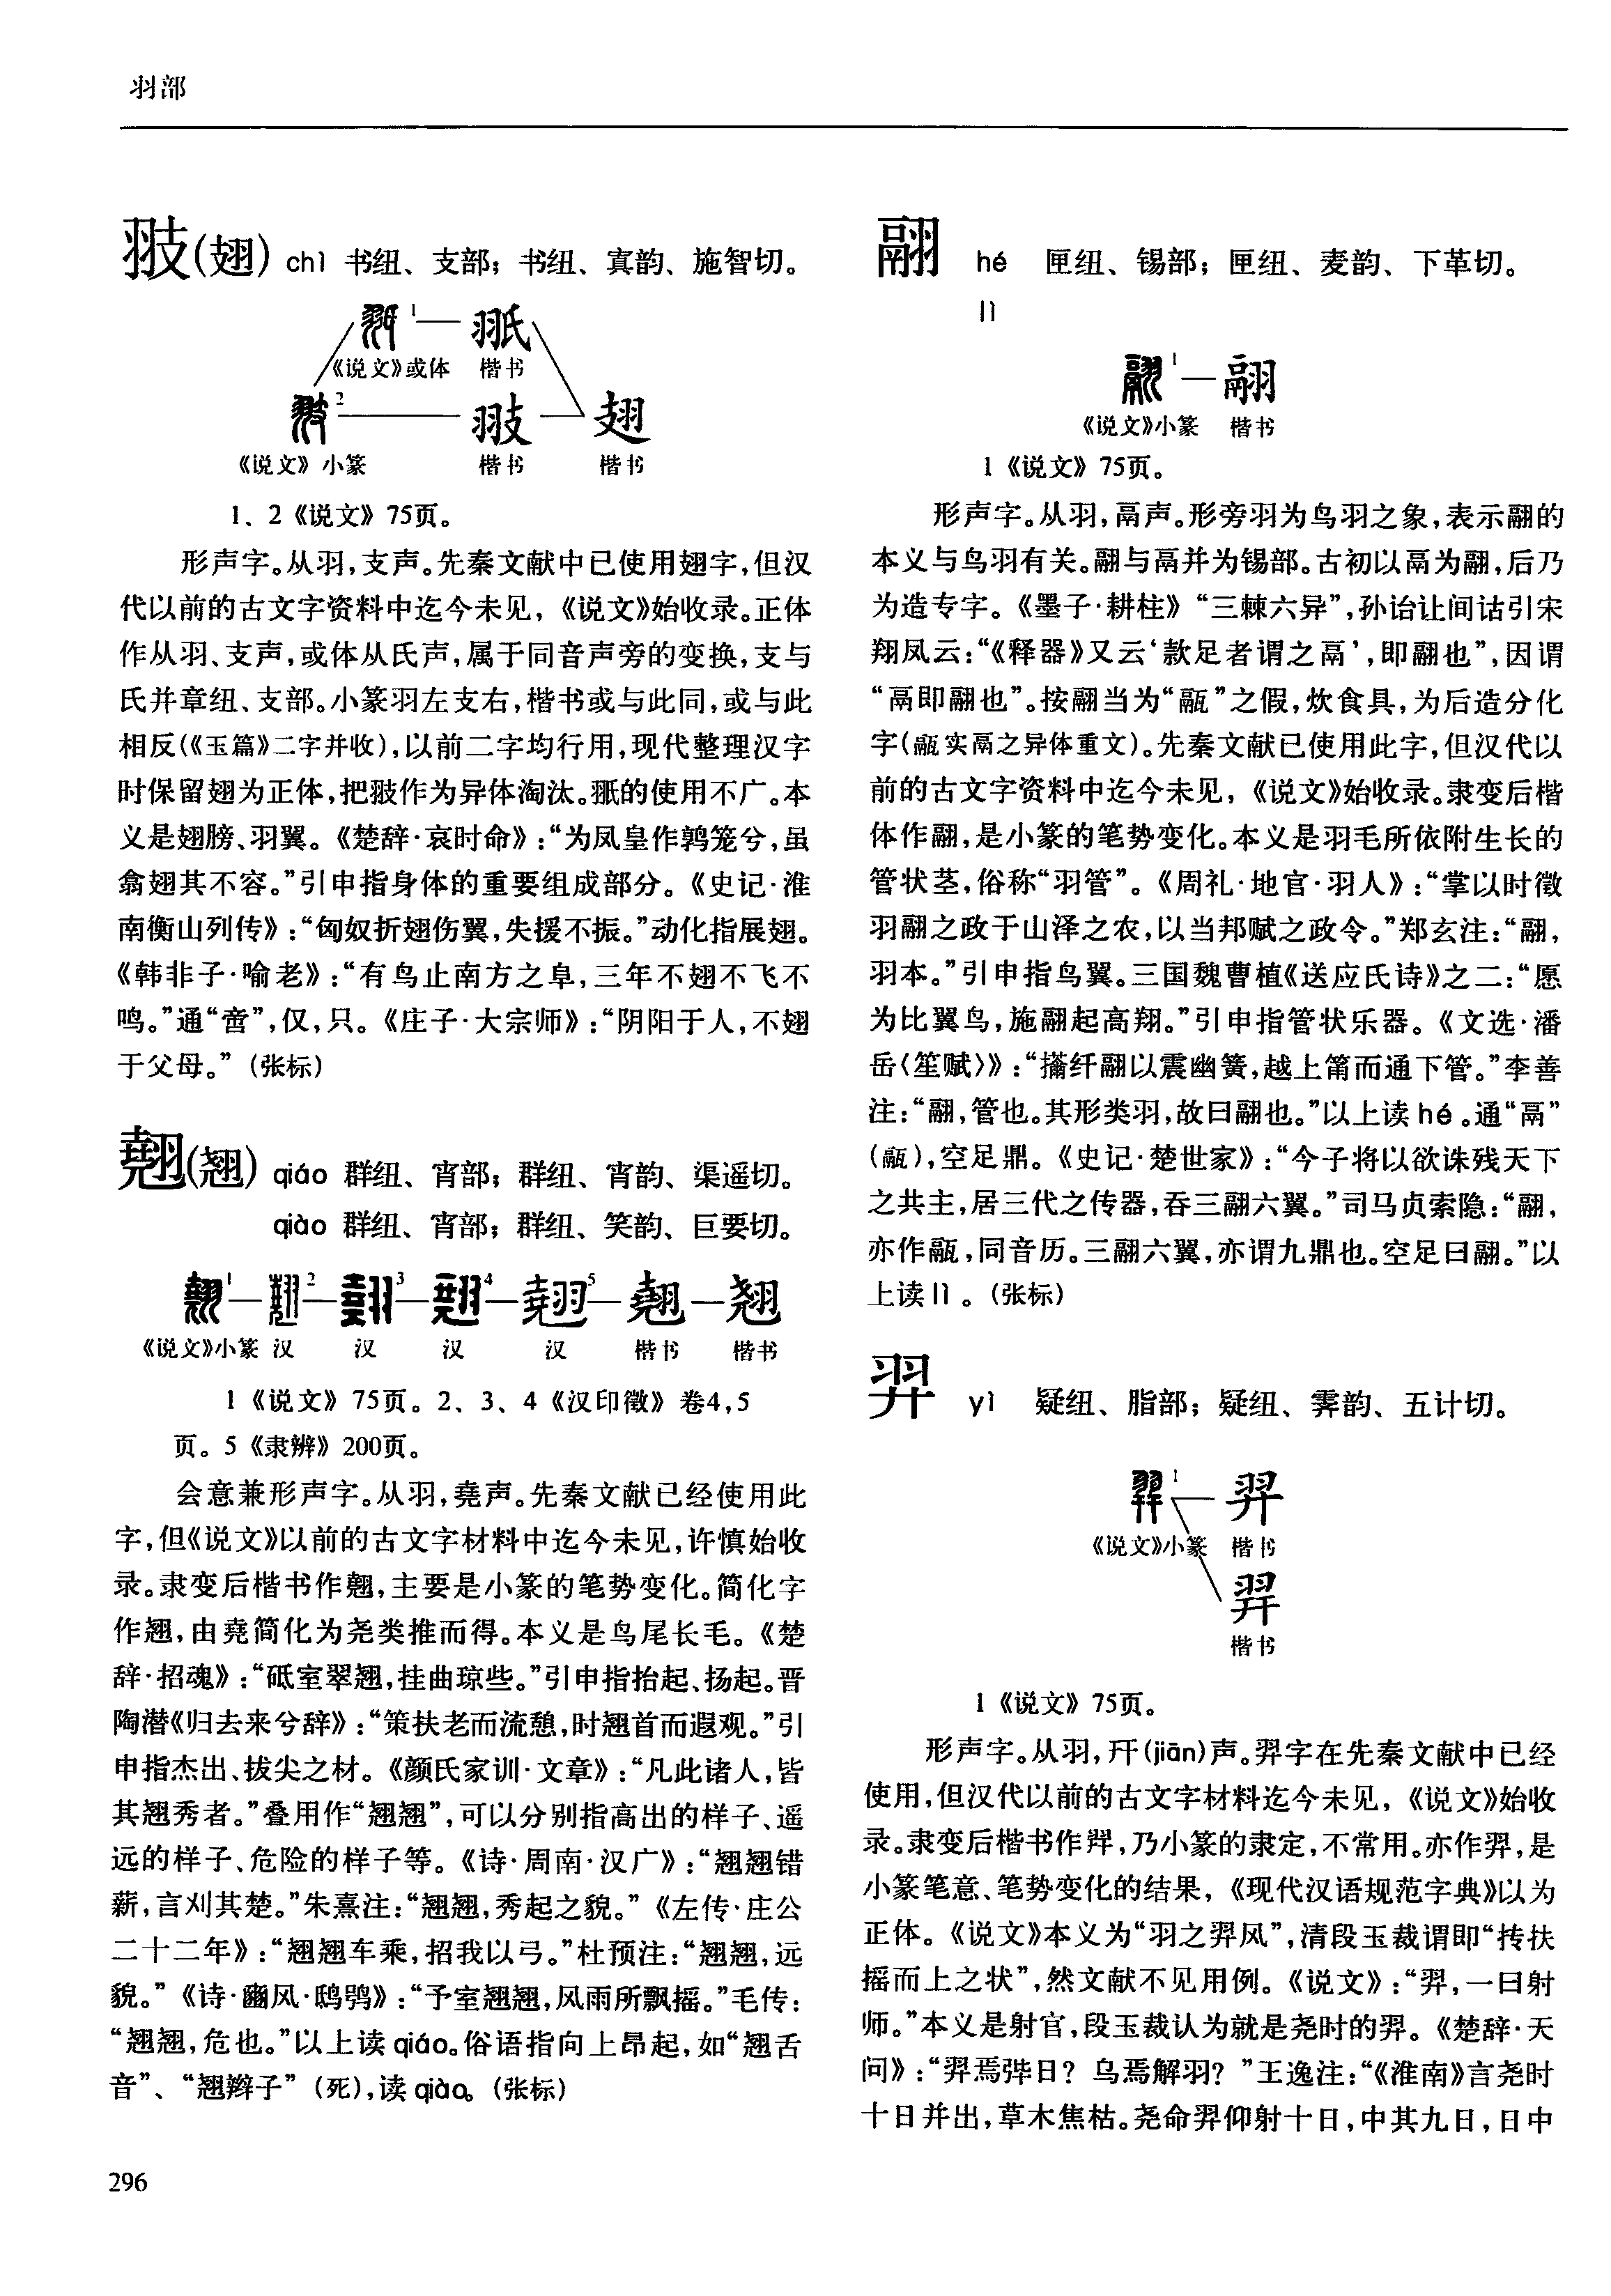 羽部
翄(翅) chì 书纽、支部；书纽、寘韵、施智切。
1 — 𦐊
《说文》或体 楷书
2 — 翄 — 翅
《说文》小篆 楷书 楷书
1、2《说文》75页。
形声字。从羽，支声。先秦文献中已使用翅字，但汉
代以前的古文字资料中迄今未见，《说文》始收录。正体
作从羽、支声，或体从氏声，属于同音声旁的变换，支与
氏并章纽、支部。小篆羽左支右，楷书或与此同，或与此
相反(《玉篇》二字并收)，以前二字均行用，现代整理汉字
时保留翅为正体，把翄作为异体淘汰。𦐊的使用不广。本
义是翅膀、羽翼。《楚辞·哀时命》：“为凤皇作鹑笼兮，虽
翕翅其不容。”引申指身体的重要组成部分。《史记·淮
南衡山列传》：“匈奴折翅伤翼，失援不振。”动化指展翅。
《韩非子·喻老》：“有鸟止南方之阜，三年不翅不飞不
鸣。”通“啻”，仅，只。《庄子·大宗师》：“阴阳于人，不翅
于父母。”（张标）
翹(翘) qiáo 群纽、宵部；群纽、宵韵、渠遥切。
qiào 群纽、宵部；群纽、笑韵、巨要切。
1 — 2 — 3 — 4 — 5 — 翹 — 翘
《说文》小篆 汉 汉 汉 汉 楷书 楷书
1《说文》75页。2、3、4《汉印徵》卷4，5
页。5《隶辨》200页。
会意兼形声字。从羽，堯声。先秦文献已经使用此
字，但《说文》以前的古文字材料中迄今未见，许慎始收
录。隶变后楷书作翹，主要是小篆的笔势变化。简化字
作翘，由堯简化为尧类推而得。本义是鸟尾长毛。《楚
辞·招魂》：“砥室翠翘，挂曲琼些。”引申指抬起、扬起。晋
陶潜《归去来兮辞》：“策扶老而流憩，时翘首而遐观。”引
申指杰出、拔尖之材。《颜氏家训·文章》：“凡此诸人，皆
其翘秀者。”叠用作“翘翘”，可以分别指高出的样子、遥
远的样子、危险的样子等。《诗·周南·汉广》：“翘翘错
薪，言刈其楚。”朱熹注：“翘翘，秀起之貌。”《左传·庄公
二十二年》：“翘翘车乘，招我以弓。”杜预注：“翘翘，远
貌。”《诗·豳风·鸱鸮》：“予室翘翘，风雨所飘摇。”毛传：
“翘翘，危也。”以上读 qiáo。俗语指向上昂起，如“翘舌
音”、“翘辫子”（死），读 qiào。（张标）
翮 hé 匣纽、锡部；匣纽、麦韵、下革切。
lì
1 — 翮
《说文》小篆 楷书
1《说文》75页。
形声字。从羽，鬲声。形旁羽为鸟羽之象，表示翮的
本义与鸟羽有关。翮与鬲并为锡部。古初以鬲为翮，后乃
为造专字。《墨子·耕柱》“三棘六异”，孙诒让间诂引宋
翔凤云：“《释器》又云‘款足者谓之鬲’，即翮也”，因谓
“鬲即翮也”。按翮当为“䰛”之假，炊食具，为后造分化
字(䰛实鬲之异体重文)。先秦文献已使用此字，但汉代以
前的古文字资料中迄今未见，《说文》始收录。隶变后楷
体作翮，是小篆的笔势变化。本义是羽毛所依附生长的
管状茎，俗称“羽管”。《周礼·地官·羽人》：“掌以时徵
羽翮之政于山泽之农，以当邦赋之政令。”郑玄注：“翮，
羽本。”引申指鸟翼。三国魏曹植《送应氏诗》之二：“愿
为比翼鸟，施翮起高翔。”引申指管状乐器。《文选·潘
岳〈笙赋〉》：“㩎纤翮以震幽簧，越上筩而通下管。”李善
注：“翮，管也。其形类羽，故曰翮也。”以上读 hé 。通“鬲”
(䰛)，空足鼎。《史记·楚世家》：“今子将以欲诛残天下
之共主，居三代之传器，吞三翮六翼。”司马贞索隐：“翮，
亦作䰛，同音历。三翮六翼，亦谓九鼎也。空足曰翮。”以
上读 lì 。（张标）
羿 yì 疑纽、脂部；疑纽、霁韵、五计切。
1 — 羿
《说文》小篆 楷书
𦏵
楷书
1《说文》75页。
形声字。从羽，幵(jiān)声。羿字在先秦文献中已经
使用，但汉代以前的古文字材料迄今未见，《说文》始收
录。隶变后楷书作𦏵，乃小篆的隶定，不常用。亦作羿，是
小篆笔意、笔势变化的结果，《现代汉语规范字典》以为
正体。《说文》本义为“羽之羿风”，清段玉裁谓即“抟扶
摇而上之状”，然文献不见用例。《说文》：“羿，一曰射
师。”本义是射官，段玉裁认为就是尧时的羿。《楚辞·天
问》：“羿焉彃日？乌焉解羽？”王逸注：“《淮南》言尧时
十日并出，草木焦枯。尧命羿仰射十日，中其九日，日中
296